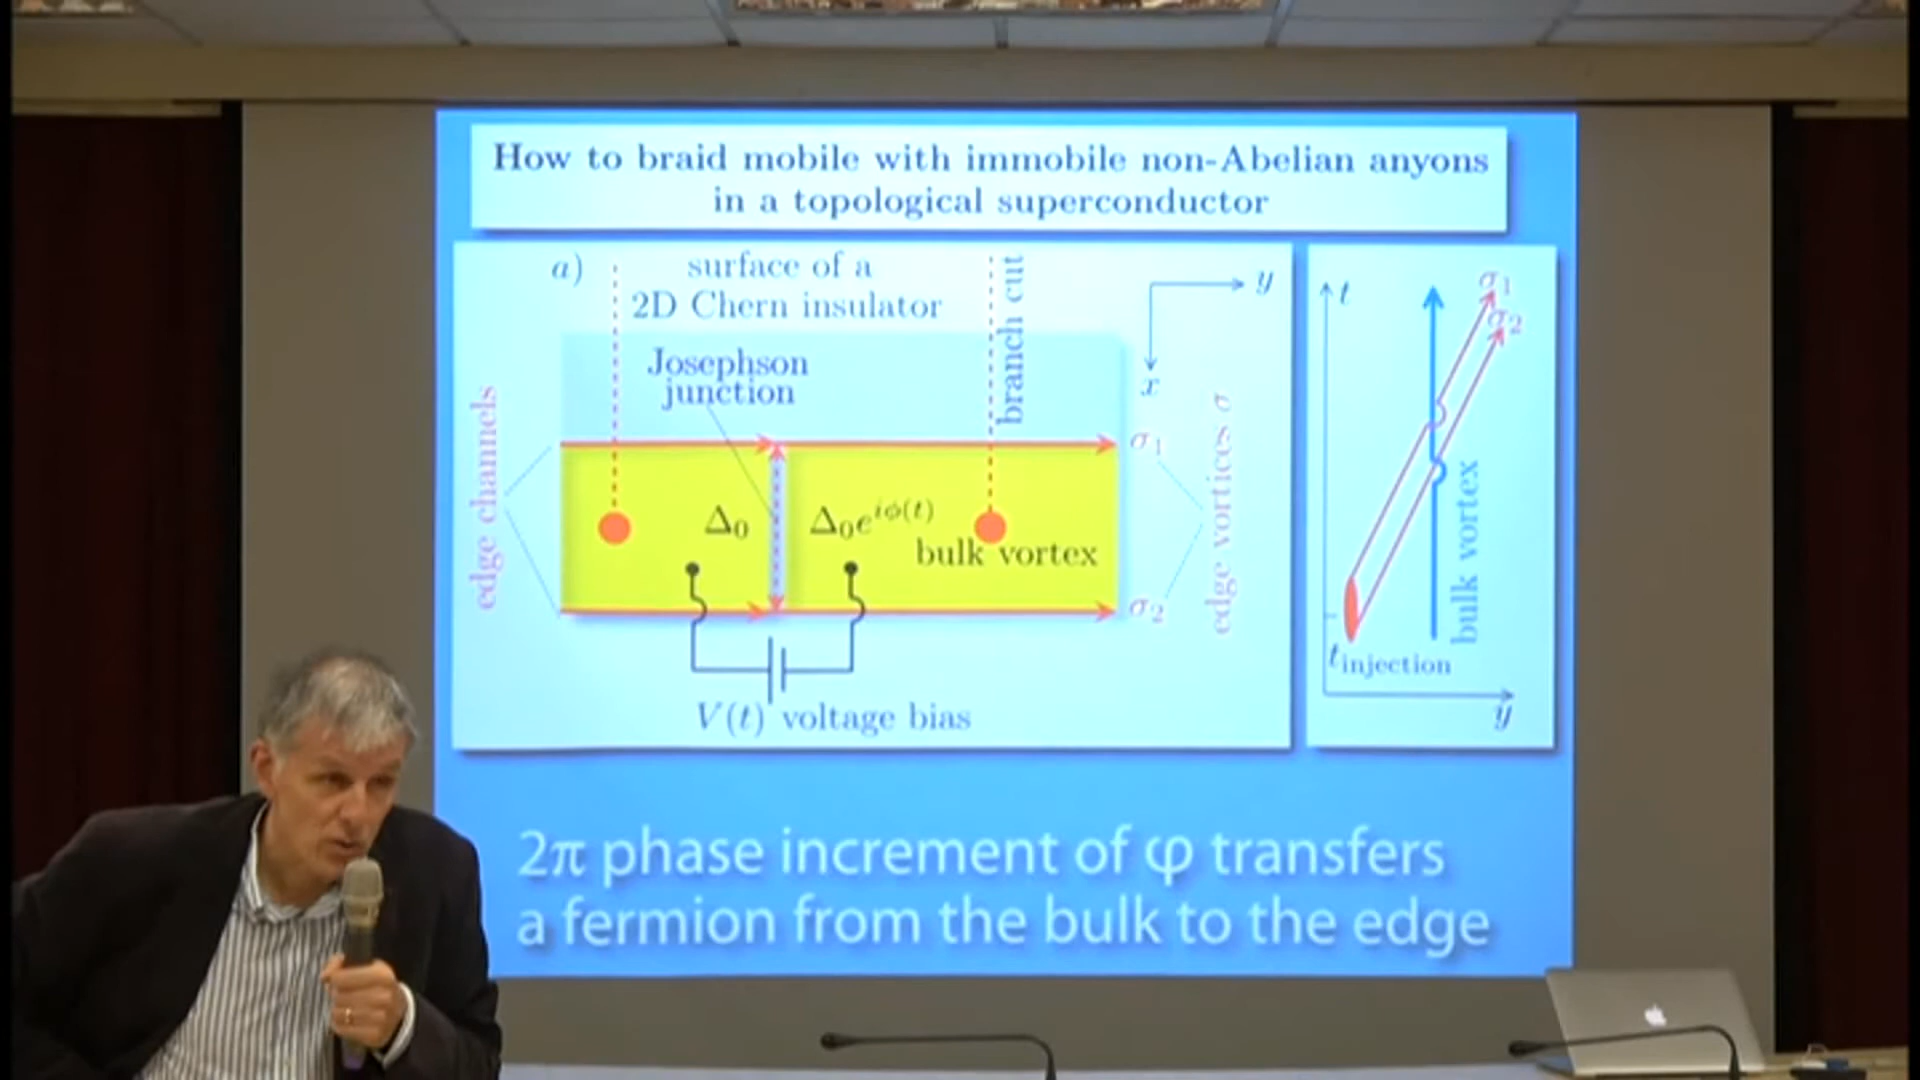 How to braid mobile with immobile non-Abelian anyons
in a topological superconductor
a)
surface of a
2D Chern insulator
Josephson
junction
branch cut
y
x
edge channels
σ₁
Δ₀
Δ₀e^{iϕ(t)}
bulk vortex
σ₂
edge vortices σ
V(t) voltage bias
t
σ₁
σ₂
bulk vortex
t_injection
y
2π phase increment of φ transfers
a fermion from the bulk to the edge